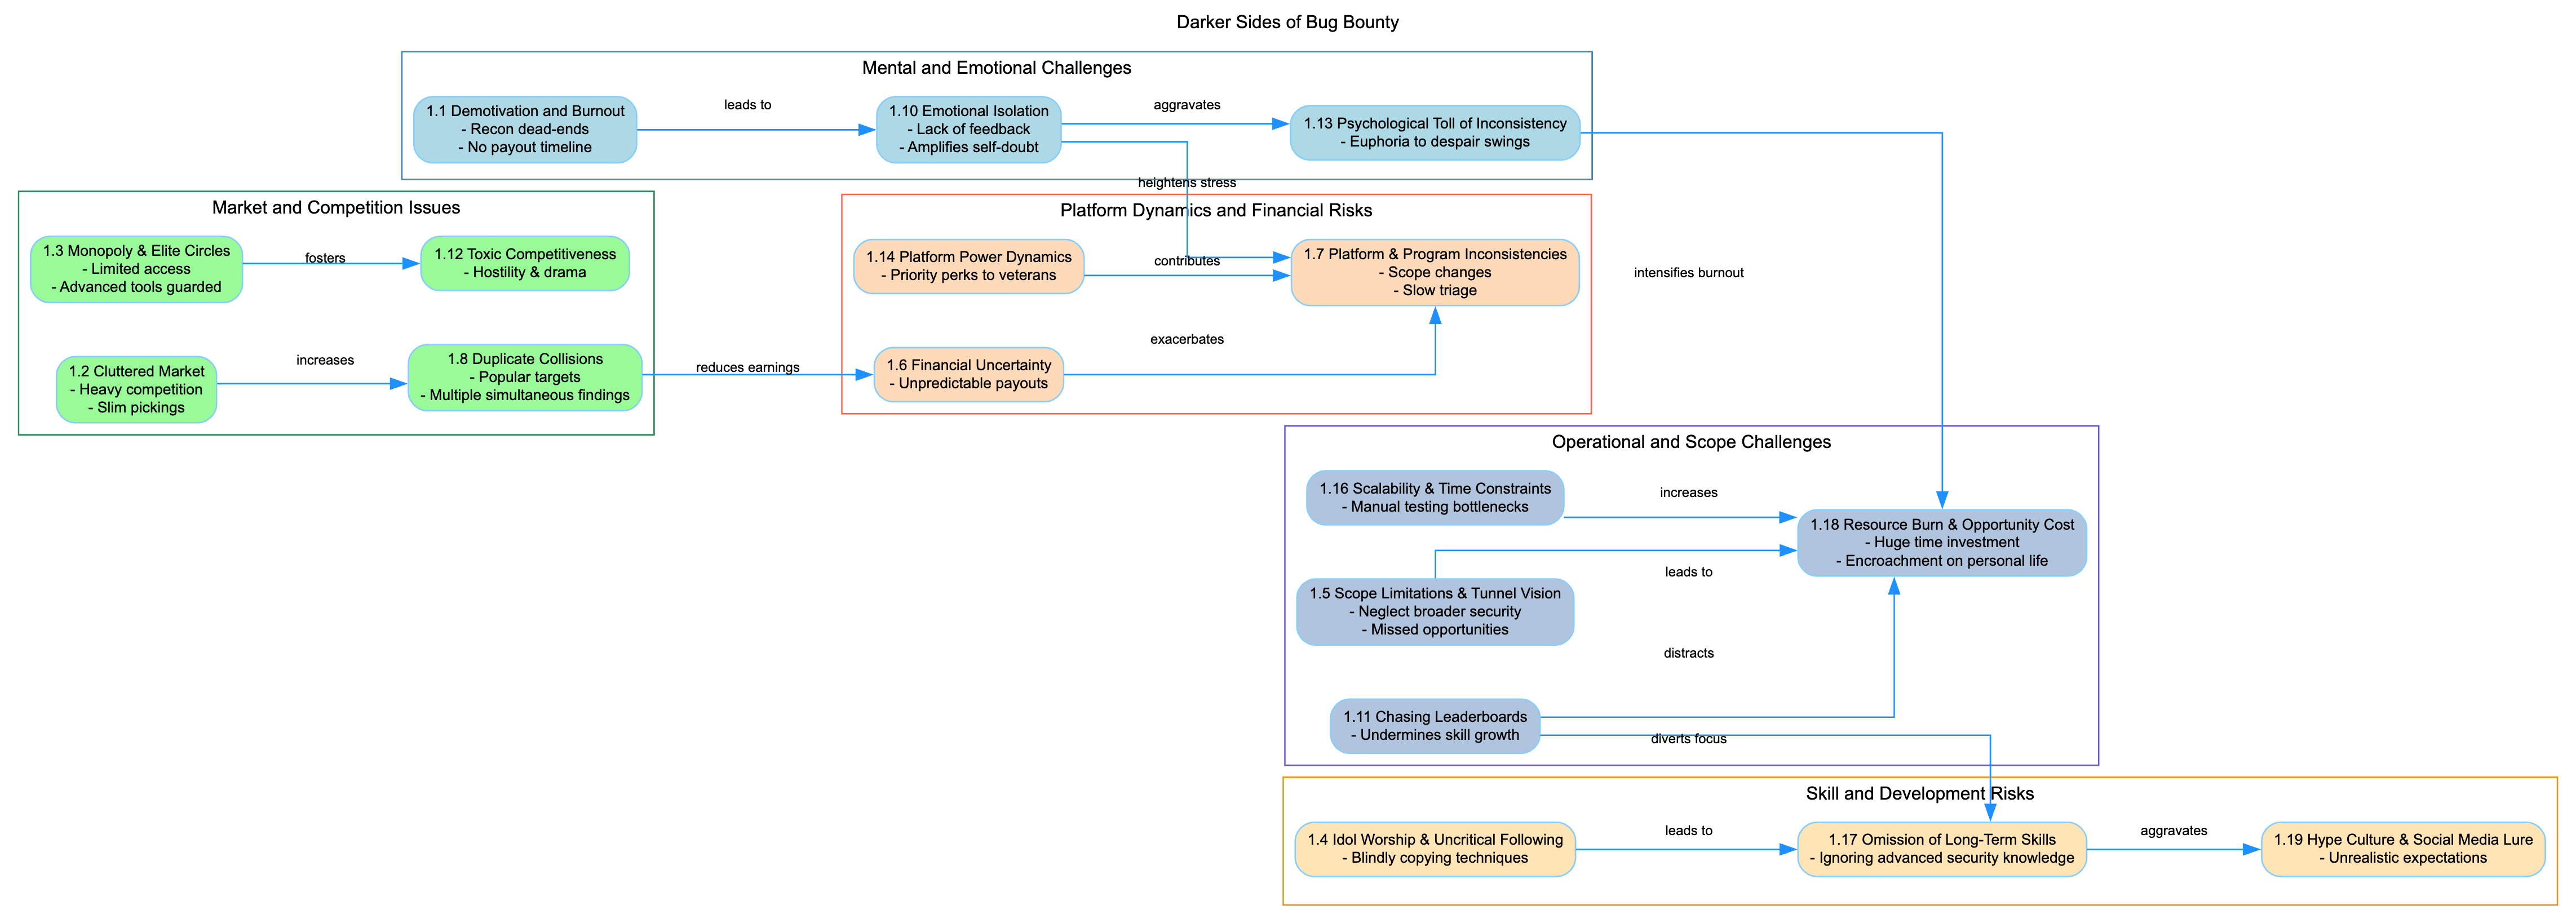 Darker Sides of Bug Bounty
Mental and Emotional Challenges
1.1 Demotivation and Burnout
- Recon dead-ends
- No payout timeline
leads to
1.10 Emotional Isolation
- Lack of feedback
- Amplifies self-doubt
aggravates
1.13 Psychological Toll of Inconsistency
- Euphoria to despair swings
heightens stress
Market and Competition Issues
1.3 Monopoly & Elite Circles
- Limited access
- Advanced tools guarded
fosters
1.12 Toxic Competitiveness
- Hostility & drama
1.2 Cluttered Market
- Heavy competition
- Slim pickings
increases
1.8 Duplicate Collisions
- Popular targets
- Multiple simultaneous findings
reduces earnings
Platform Dynamics and Financial Risks
1.14 Platform Power Dynamics
- Priority perks to veterans
contributes
1.7 Platform & Program Inconsistencies
- Scope changes
- Slow triage
1.6 Financial Uncertainty
- Unpredictable payouts
exacerbates
intensifies burnout
Operational and Scope Challenges
1.16 Scalability & Time Constraints
- Manual testing bottlenecks
increases
1.18 Resource Burn & Opportunity Cost
- Huge time investment
- Encroachment on personal life
1.5 Scope Limitations & Tunnel Vision
- Neglect broader security
- Missed opportunities
leads to
distracts
1.11 Chasing Leaderboards
- Undermines skill growth
diverts focus
Skill and Development Risks
1.4 Idol Worship & Uncritical Following
- Blindly copying techniques
leads to
1.17 Omission of Long-Term Skills
- Ignoring advanced security knowledge
aggravates
1.19 Hype Culture & Social Media Lure
- Unrealistic expectations